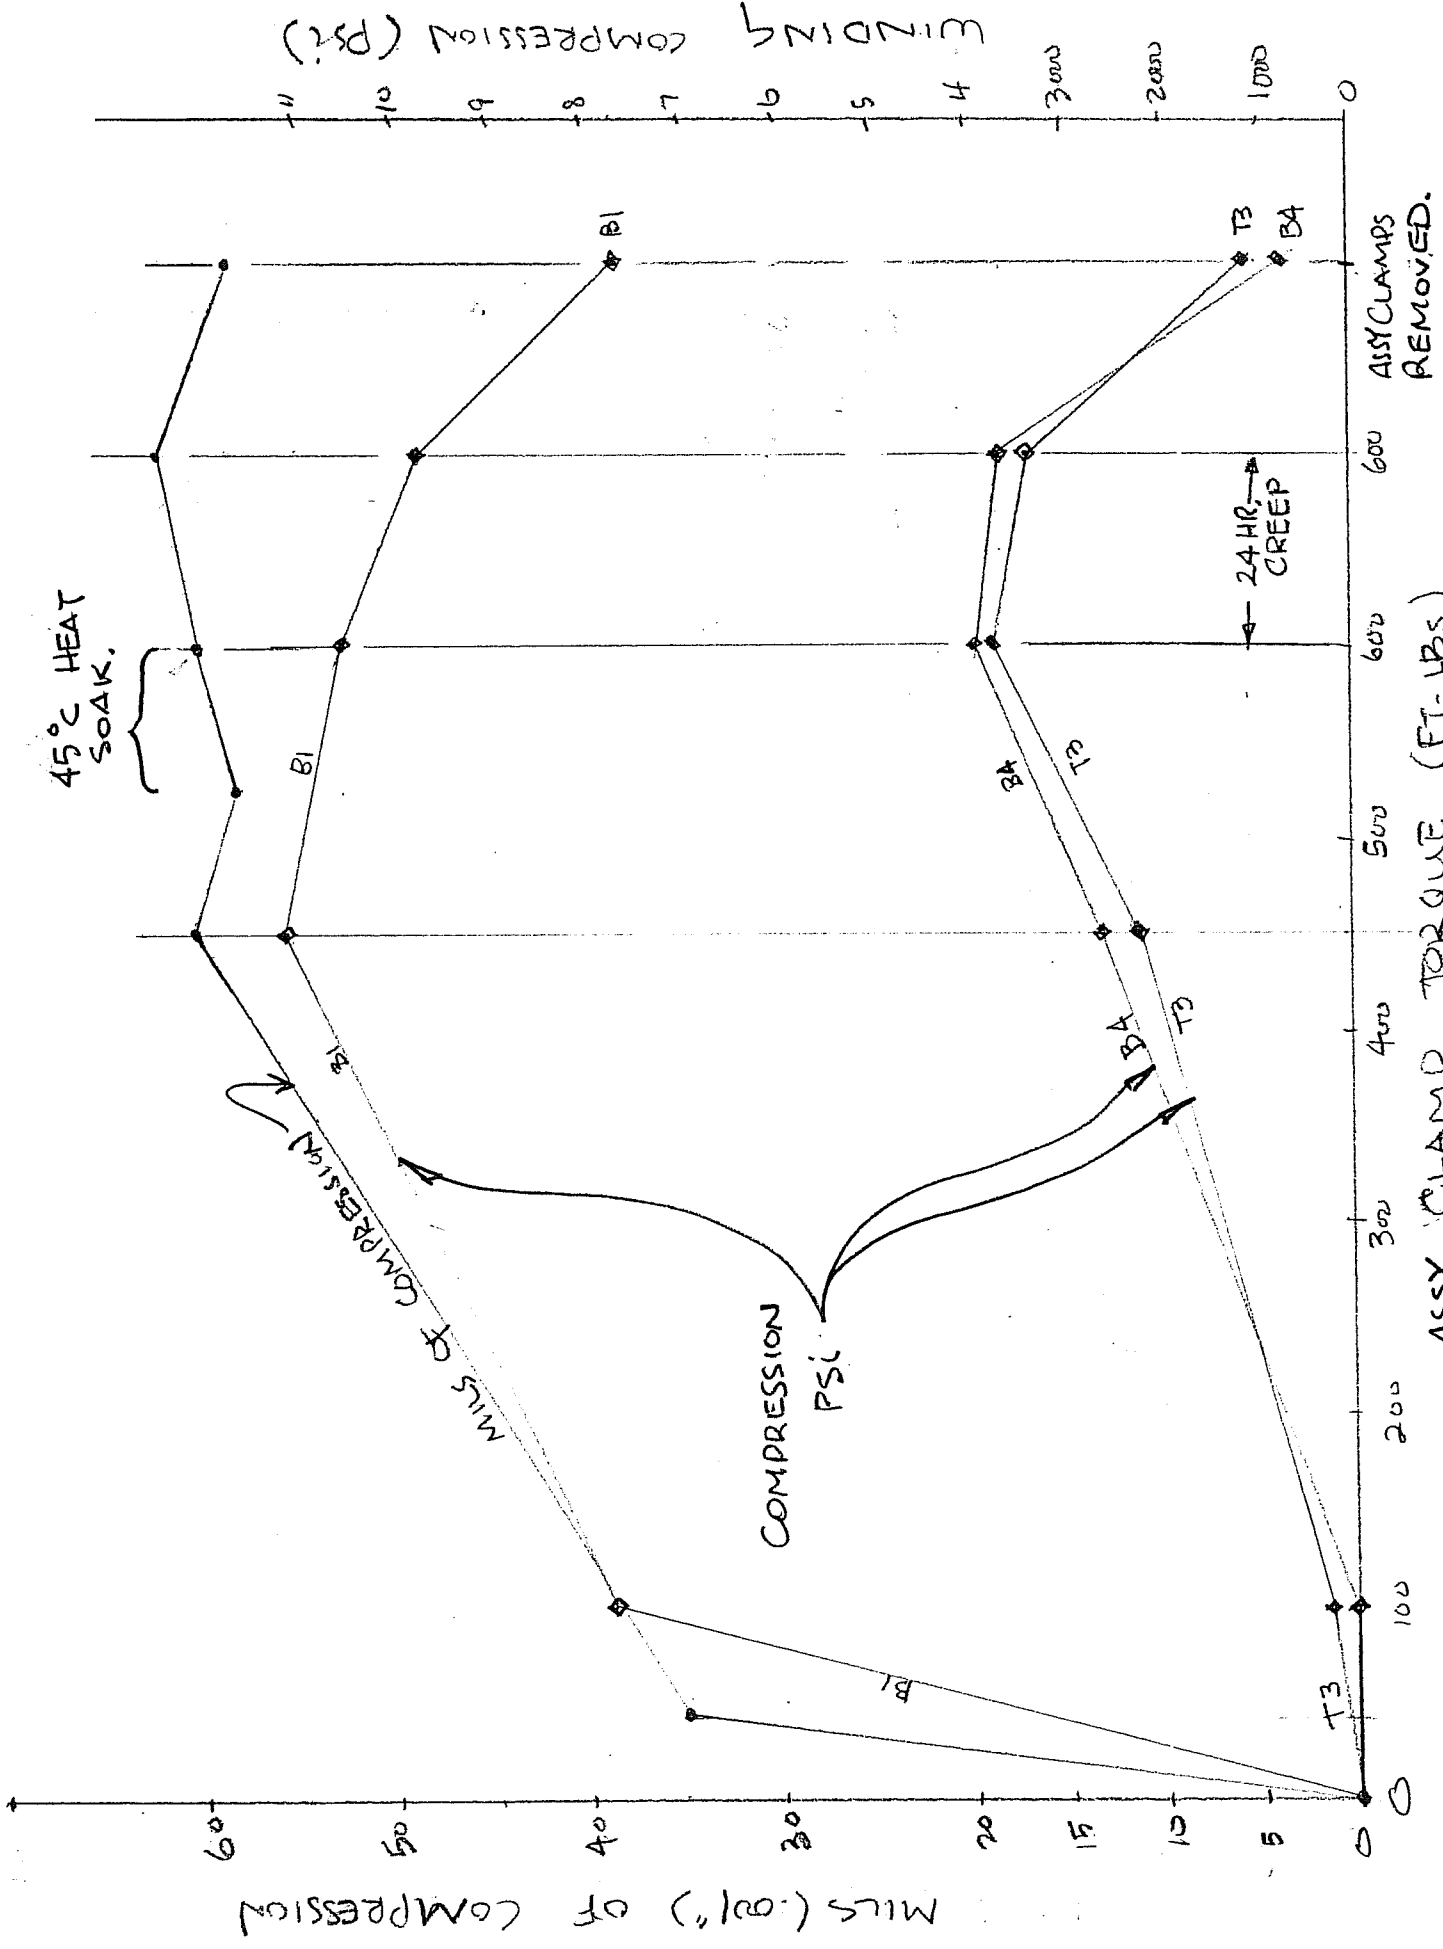 45°C HEAT
SOAK.
MILS (.001") OF COMPRESSION
60
50
40
30
20
15
10
5
0
WINDING COMPRESSION (PSi)
11
10
9
8
7
6
5
4
3000
2000
1000
0
MILS OF COMPRESSION
B1
B1
B1
B1
COMPRESSION
PSi
B4
T3
B4
T3
T3
T3
B4
24 HR.
CREEP
0
100
200
300
400
500
600
600
ASSY CLAMPS
REMOVED.
ASSY CLAMP TORQUE (FT-LBS)